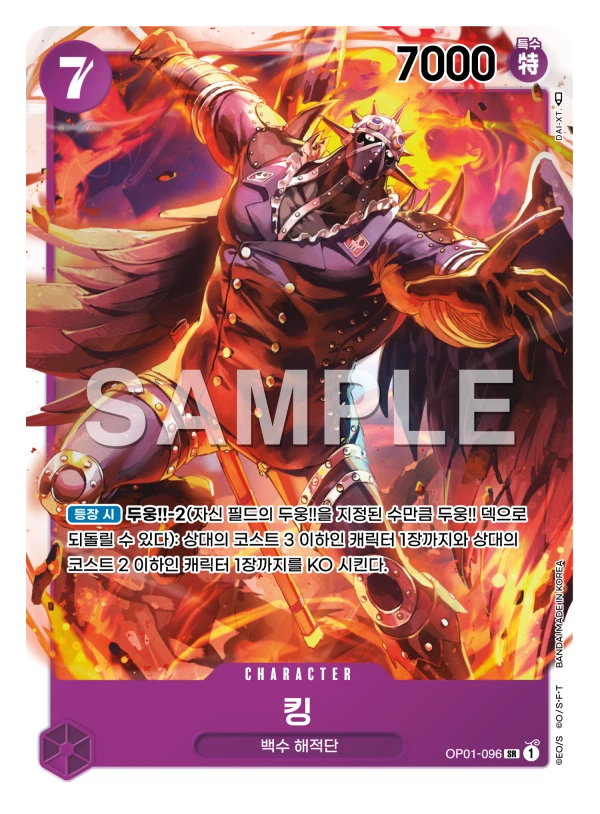 7
7000
특수
特
DAI-XT.
SAMPLE
등장 시 두웅!!-2(자신 필드의 두웅!!을 지정된 수만큼 두웅!! 덱으로
되돌릴 수 있다): 상대의 코스트 3 이하인 캐릭터 1장까지와 상대의
코스트 2 이하인 캐릭터 1장까지를 KO 시킨다.
CHARACTER
킹
백수 해적단
OP01-096 SR 1
©EO/S ©O/S·F·T BANDAI MADE IN KOREA